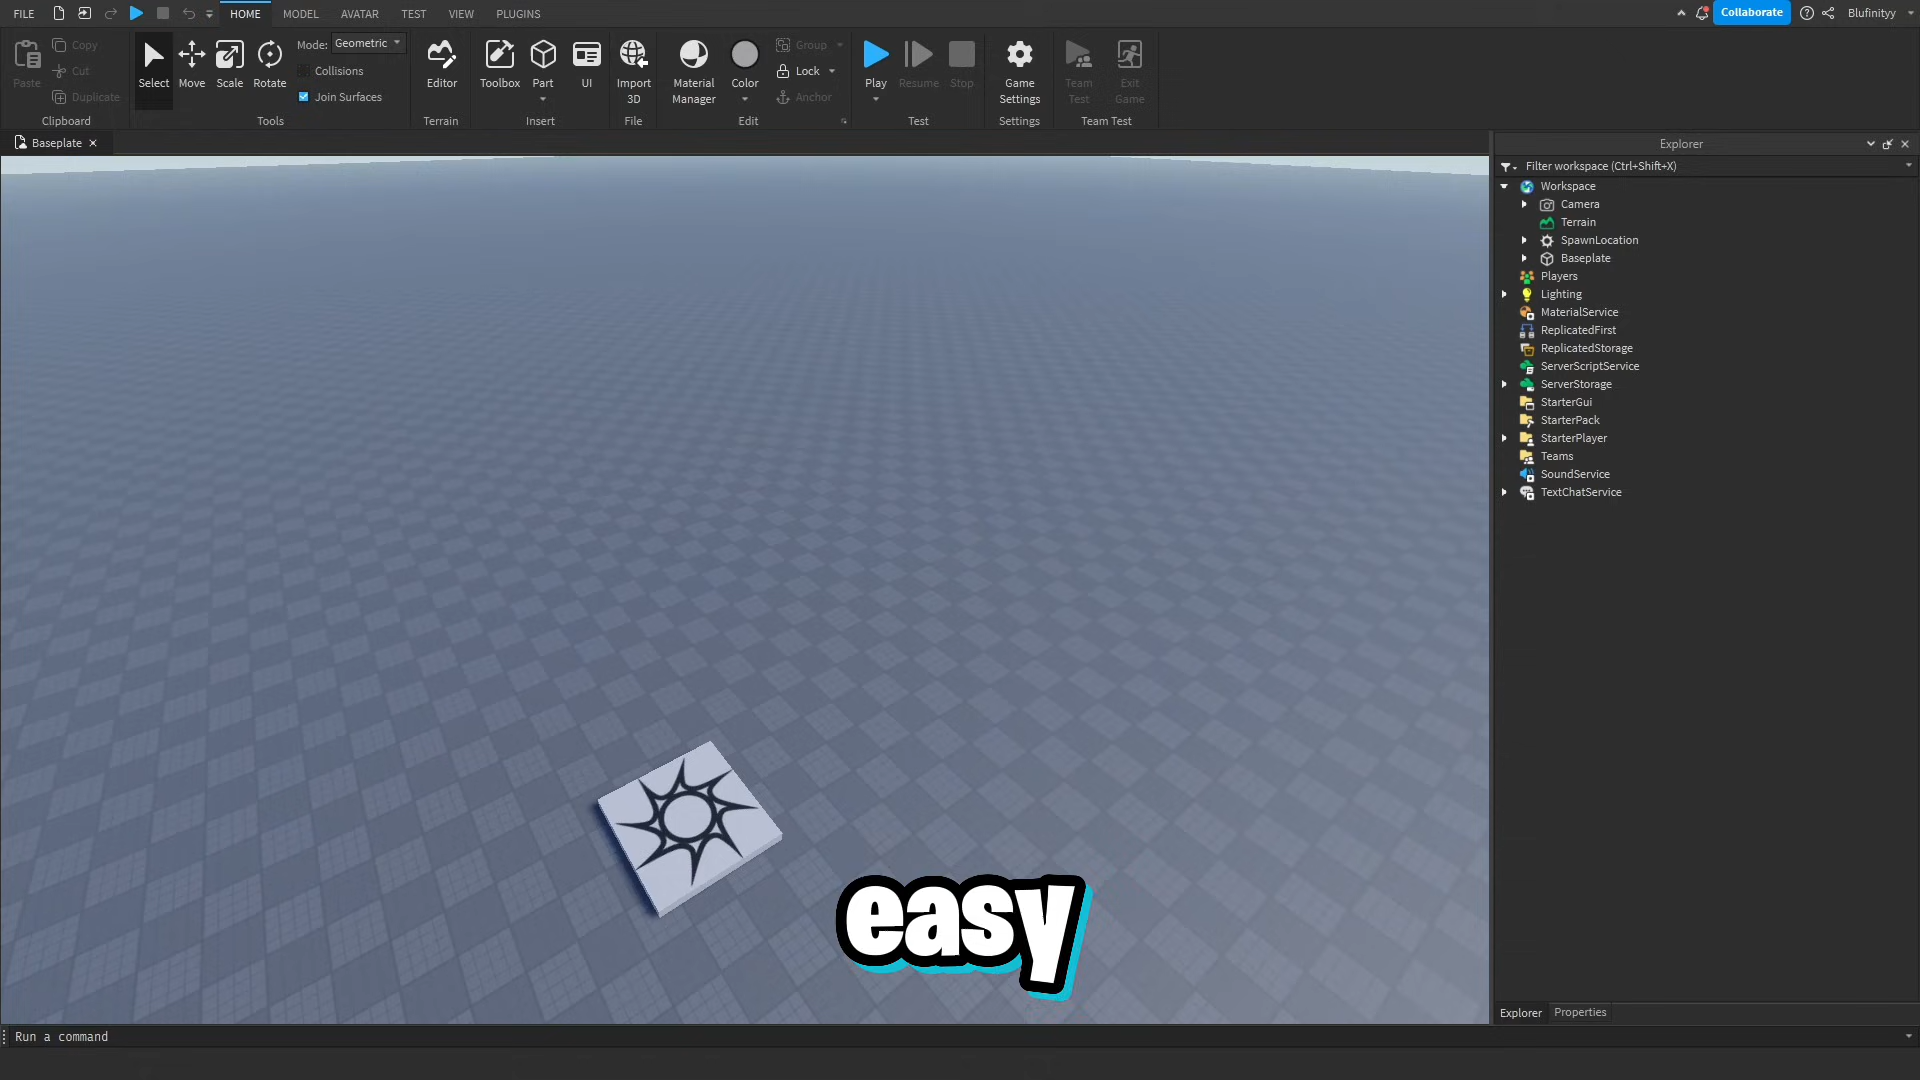 FILE HOME MODEL AVATAR TEST VIEW PLUGINS Collaborate Blufinityy
Paste
Copy
Cut
Duplicate
Clipboard
Select
Move
Scale
Rotate
Mode: Geometric
Collisions
Join Surfaces
Tools
Editor
Terrain
Toolbox
Part
UI
Insert
Import
3D
File
Material
Manager
Color
Group
Lock
Anchor
Edit
Play
Resume
Stop
Test
Game
Settings
Settings
Team
Test
Exit
Game
Team Test
Baseplate
Explorer
Filter workspace (Ctrl+Shift+X)
Workspace
Camera
Terrain
SpawnLocation
Baseplate
Players
Lighting
MaterialService
ReplicatedFirst
ReplicatedStorage
ServerScriptService
ServerStorage
StarterGui
StarterPack
StarterPlayer
Teams
SoundService
TextChatService
easy
Explorer Properties
Run a command